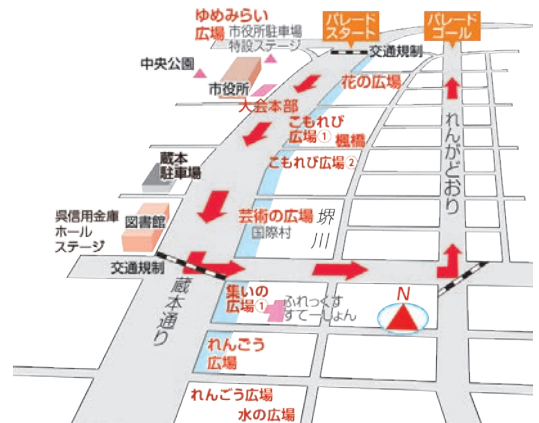 ゆめみらい
広場
市役所駐車場
特設ステージ
パレード
スタート
パレード
ゴール
交通規制
中央公園
市役所
花の広場
大会本部
こもれび
広場①
楓橋
こもれび広場②
蔵本
駐車場
れんがどおり
芸術の広場
国際村
堺川
呉信用金庫
ホール
ステージ
図書館
交通規制
蔵本通り
集いの
広場①
ふれっくす
すてーしょん
N
れんごう
広場
れんごう広場
水の広場